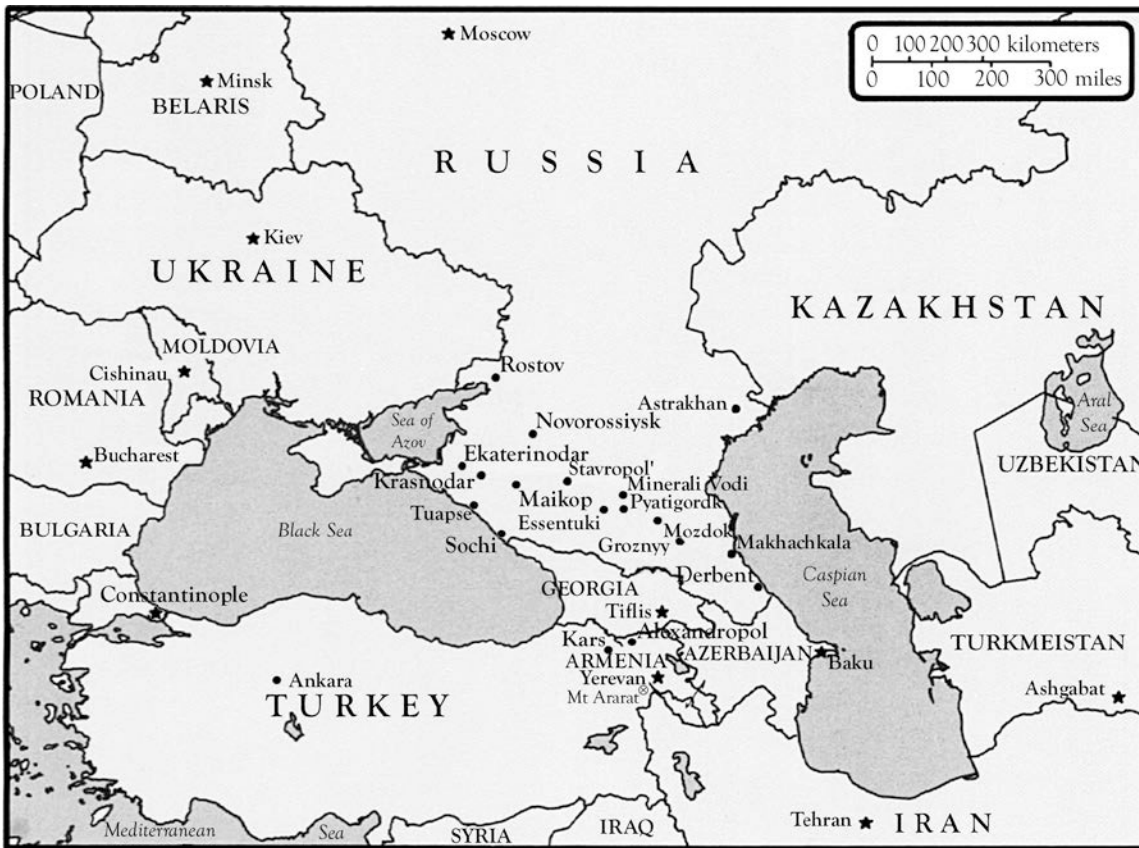 Moscow
0 100 200 300 kilometers
0 100 200 300 miles
Minsk
POLAND
BELARIS
RUSSIA
Kiev
UKRAINE
KAZAKHSTAN
MOLDOVIA
Cishinau
ROMANIA
Rostov
Astrakhan
Aral
Sea
Sea of
Azov
Novorossiysk
Bucharest
Ekaterinodar
Stavropol'
UZBEKISTAN
Krasnodar
Minerali Vodi
Maikop
Pyatigordk
Tuapse
Essentuki
BULGARIA
Black Sea
Mozdok
Sochi
Groznyy
Makhachkala
Derbent
Caspian
Sea
GEORGIA
Constantinople
Tiflis
Kars
Alexandropol
TURKMEISTAN
ARMENIA
AZERBAIJAN
Baku
Yerevan
Ankara
TURKEY
Mt Ararat
Ashgabat
Mediterranean
Sea
SYRIA
IRAQ
Tehran
IRAN